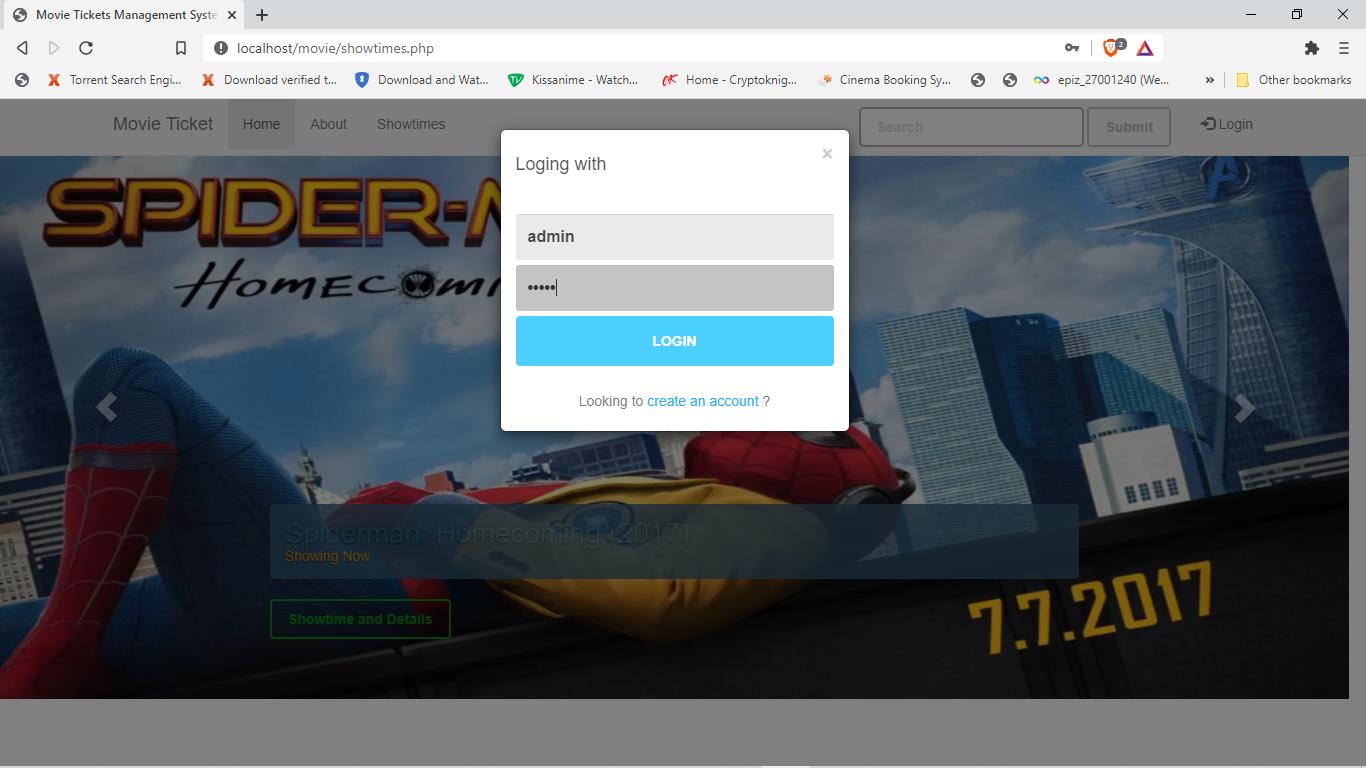 Movie Tickets Management Syste
localhost/movie/showtimes.php
2
Torrent Search Engi...
Download verified t...
Download and Wat...
Kissanime - Watch...
Home - Cryptoknig...
Cinema Booking Sy...
epiz_27001240 (We...
»
Other bookmarks
Movie Ticket
Home
About
Showtimes
Search
Submit
Login
Loging with
×
admin
•••••
LOGIN
Looking to create an account ?
SPIDER-M
HOMECOMI
Spiderman: Homecoming (2017)
Showing Now
Showtime and Details
7.7.2017